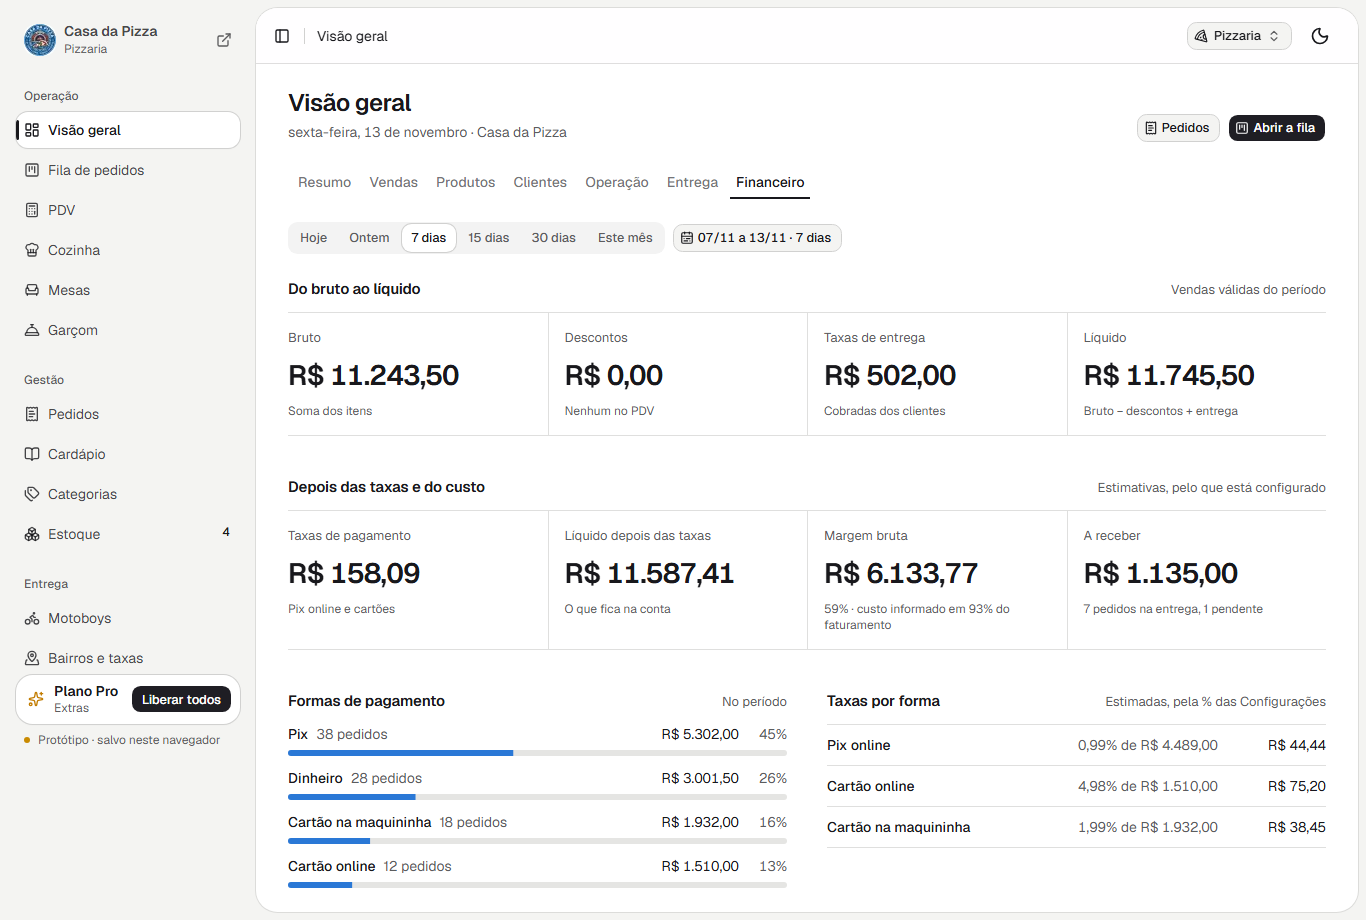 Casa da Pizza
Pizzaria
Operação
Visão geral
Fila de pedidos
PDV
Cozinha
Mesas
Garçom
Gestão
Pedidos
Cardápio
Categorias
Estoque 4
Entrega
Motoboys
Bairros e taxas
Plano Pro
Extras
Liberar todos
Protótipo · salvo neste navegador
Visão geral
Pizzaria
Visão geral
sexta-feira, 13 de novembro · Casa da Pizza
Pedidos
Abrir a fila
Resumo Vendas Produtos Clientes Operação Entrega Financeiro
Hoje Ontem 7 dias 15 dias 30 dias Este mês 07/11 a 13/11 · 7 dias
Do bruto ao líquido
Vendas válidas do período
Bruto
R$ 11.243,50
Soma dos itens
Descontos
R$ 0,00
Nenhum no PDV
Taxas de entrega
R$ 502,00
Cobradas dos clientes
Líquido
R$ 11.745,50
Bruto − descontos + entrega
Depois das taxas e do custo
Estimativas, pelo que está configurado
Taxas de pagamento
R$ 158,09
Pix online e cartões
Líquido depois das taxas
R$ 11.587,41
O que fica na conta
Margem bruta
R$ 6.133,77
59% · custo informado em 93% do
faturamento
A receber
R$ 1.135,00
7 pedidos na entrega, 1 pendente
Formas de pagamento
No período
Pix 38 pedidos R$ 5.302,00 45%
Dinheiro 28 pedidos R$ 3.001,50 26%
Cartão na maquininha 18 pedidos R$ 1.932,00 16%
Cartão online 12 pedidos R$ 1.510,00 13%
Taxas por forma
Estimadas, pela % das Configurações
Pix online 0,99% de R$ 4.489,00 R$ 44,44
Cartão online 4,98% de R$ 1.510,00 R$ 75,20
Cartão na maquininha 1,99% de R$ 1.932,00 R$ 38,45